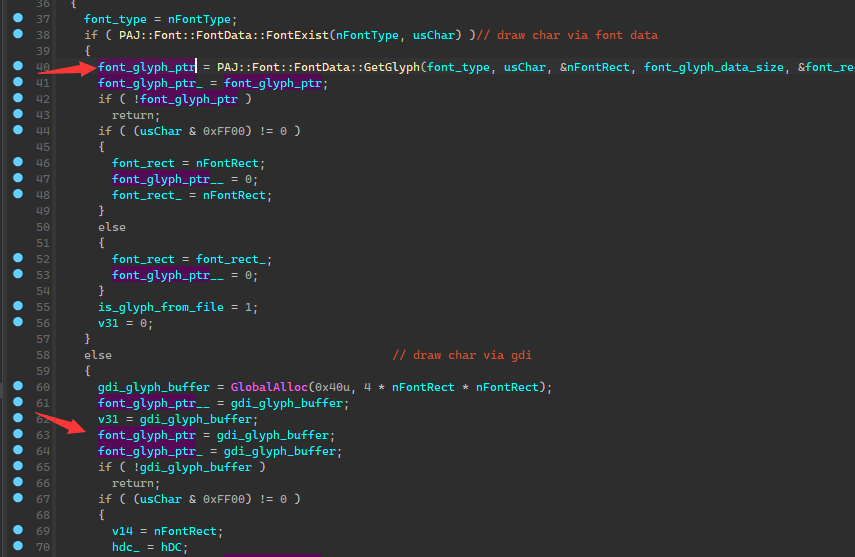 36 {
37 font_type = nFontType;
38 if ( PAJ::Font::FontData::FontExist(nFontType, usChar) )// draw char via font data
39 {
40 font_glyph_ptr = PAJ::Font::FontData::GetGlyph(font_type, usChar, &nFontRect, font_glyph_data_size, &font_rec
41 font_glyph_ptr_ = font_glyph_ptr;
42 if ( !font_glyph_ptr )
43 return;
44 if ( (usChar & 0xFF00) != 0 )
45 {
46 font_rect = nFontRect;
47 font_glyph_ptr__ = 0;
48 font_rect_ = nFontRect;
49 }
50 else
51 {
52 font_rect = font_rect_;
53 font_glyph_ptr__ = 0;
54 }
55 is_glyph_from_file = 1;
56 v31 = 0;
57 }
58 else // draw char via gdi
59 {
60 gdi_glyph_buffer = GlobalAlloc(0x40u, 4 * nFontRect * nFontRect);
61 font_glyph_ptr__ = gdi_glyph_buffer;
62 v31 = gdi_glyph_buffer;
63 font_glyph_ptr = gdi_glyph_buffer;
64 font_glyph_ptr_ = gdi_glyph_buffer;
65 if ( !gdi_glyph_buffer )
66 return;
67 if ( (usChar & 0xFF00) != 0 )
68 {
69 v14 = nFontRect;
70 hdc_ = hDC;